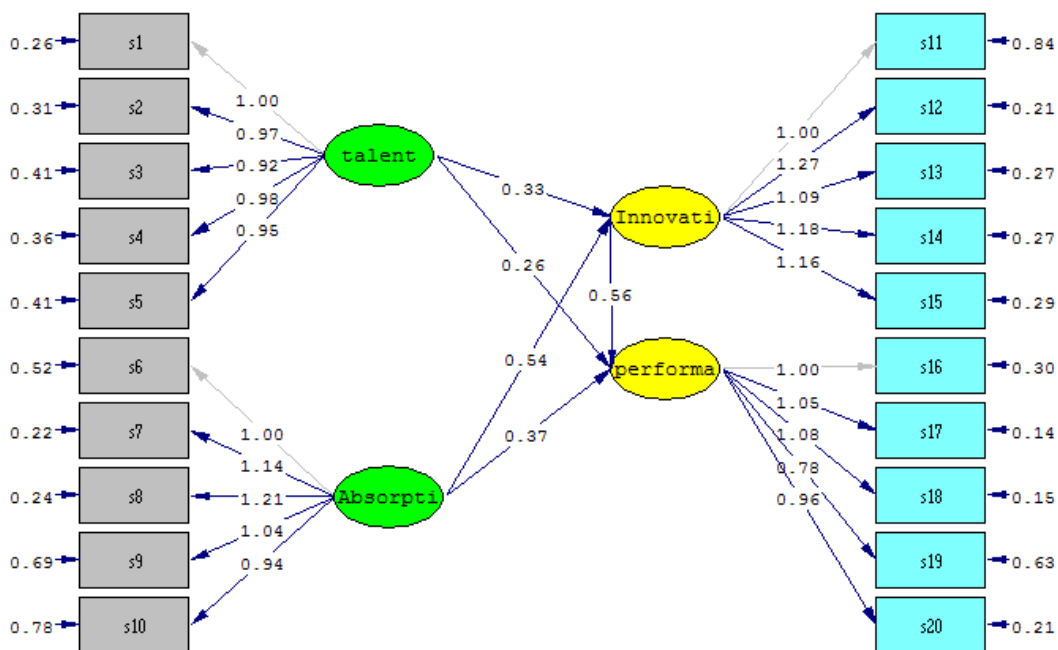 0.26
s1
0.31
s2
0.41
s3
0.36
s4
0.41
s5
0.52
s6
0.22
s7
0.24
s8
0.69
s9
0.78
s10
1.00
0.97
0.92
0.98
0.95
talent
1.00
1.14
1.21
1.04
0.94
Absorpti
0.33
0.26
0.56
0.54
0.37
Innovati
performa
1.00
1.27
1.09
1.18
1.16
1.00
1.05
1.08
0.78
0.96
s11
0.84
s12
0.21
s13
0.27
s14
0.27
s15
0.29
s16
0.30
s17
0.14
s18
0.15
s19
0.63
s20
0.21